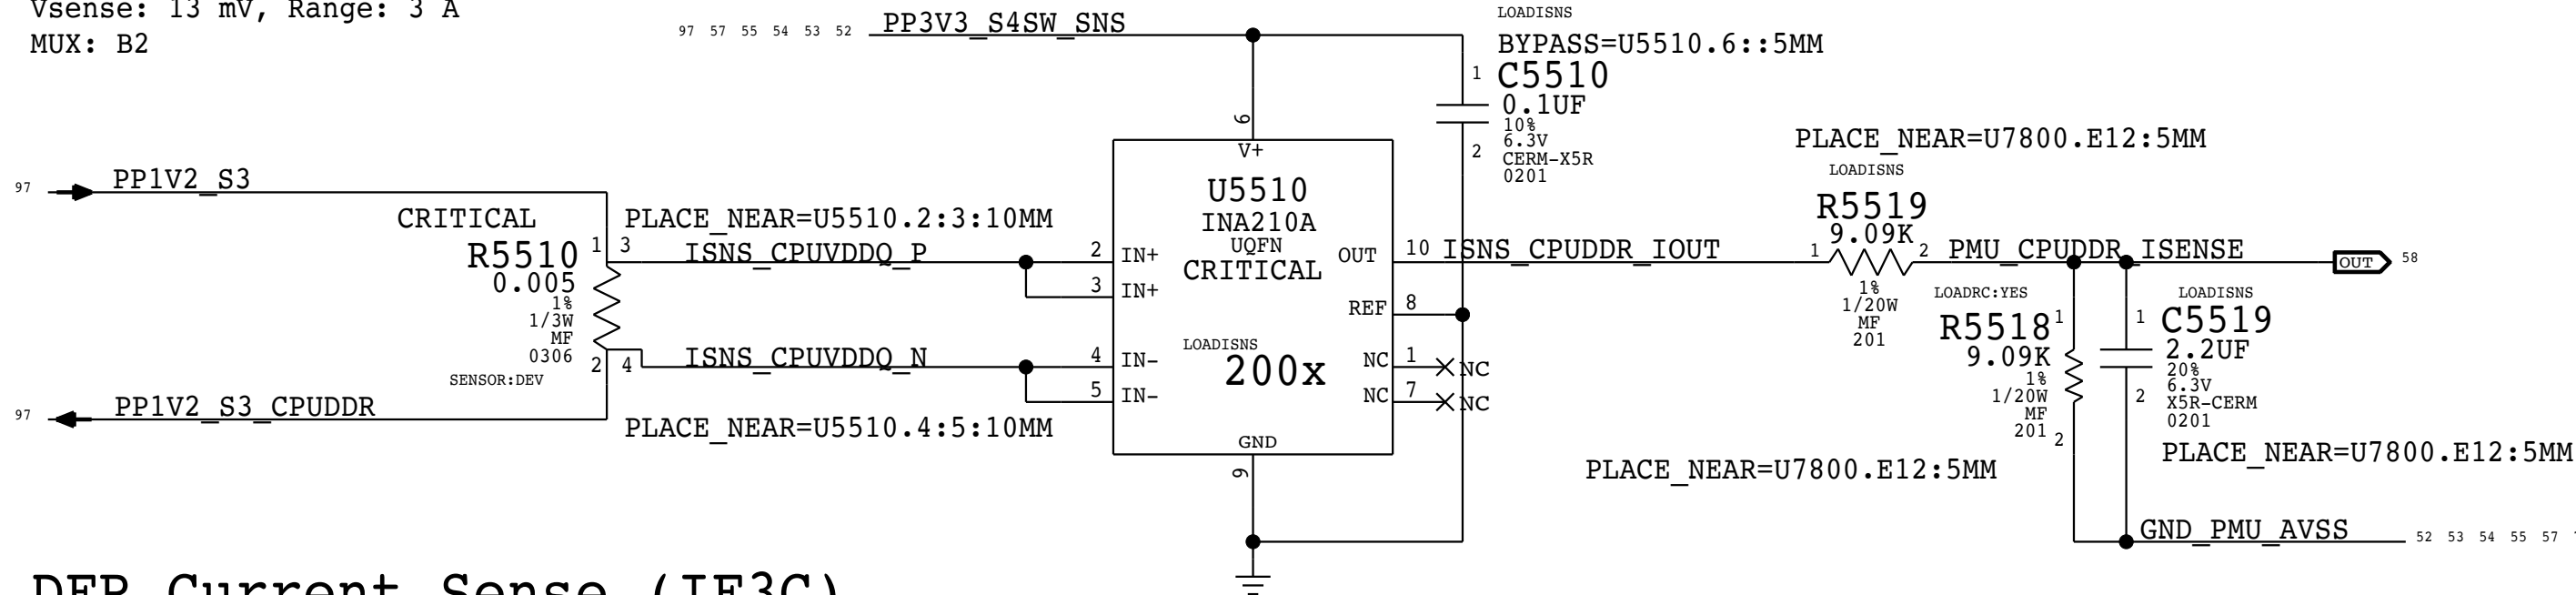 Vsense: 13 mV, Range: 3 A
MUX: B2
97 57 55 54 53 52 PP3V3_S4SW_SNS
LOADISNS
BYPASS=U5510.6::5MM
1 C5510
0.1UF
10%
6.3V
2 CERM-X5R
0201
6
V+
U5510
INA210A
UQFN
CRITICAL
LOADISNS
200x
GND
9
97 PP1V2_S3
CRITICAL
R5510
0.005
1%
1/3W
MF
0306
SENSOR:DEV
1 3
2 4
97 PP1V2_S3_CPUDDR
PLACE_NEAR=U5510.2:3:10MM
ISNS_CPUVDDQ_P
2 IN+
3 IN+
ISNS_CPUVDDQ_N
4 IN-
5 IN-
PLACE_NEAR=U5510.4:5:10MM
OUT 10 ISNS_CPUDDR_IOUT
REF 8
NC 1 NC
NC 7 NC
PLACE_NEAR=U7800.E12:5MM
LOADISNS
R5519
9.09K
1 2
1%
1/20W
MF
201
PMU_CPUDDR_ISENSE
OUT 58
LOADRC:YES
R5518 1
9.09K
1%
1/20W
MF
201 2
LOADISNS
1 C5519
2.2UF
20%
6.3V
2 X5R-CERM
0201
PLACE_NEAR=U7800.E12:5MM
PLACE_NEAR=U7800.E12:5MM
GND_PMU_AVSS 52 53 54 55 57
DFR Current Sense (IF3C)